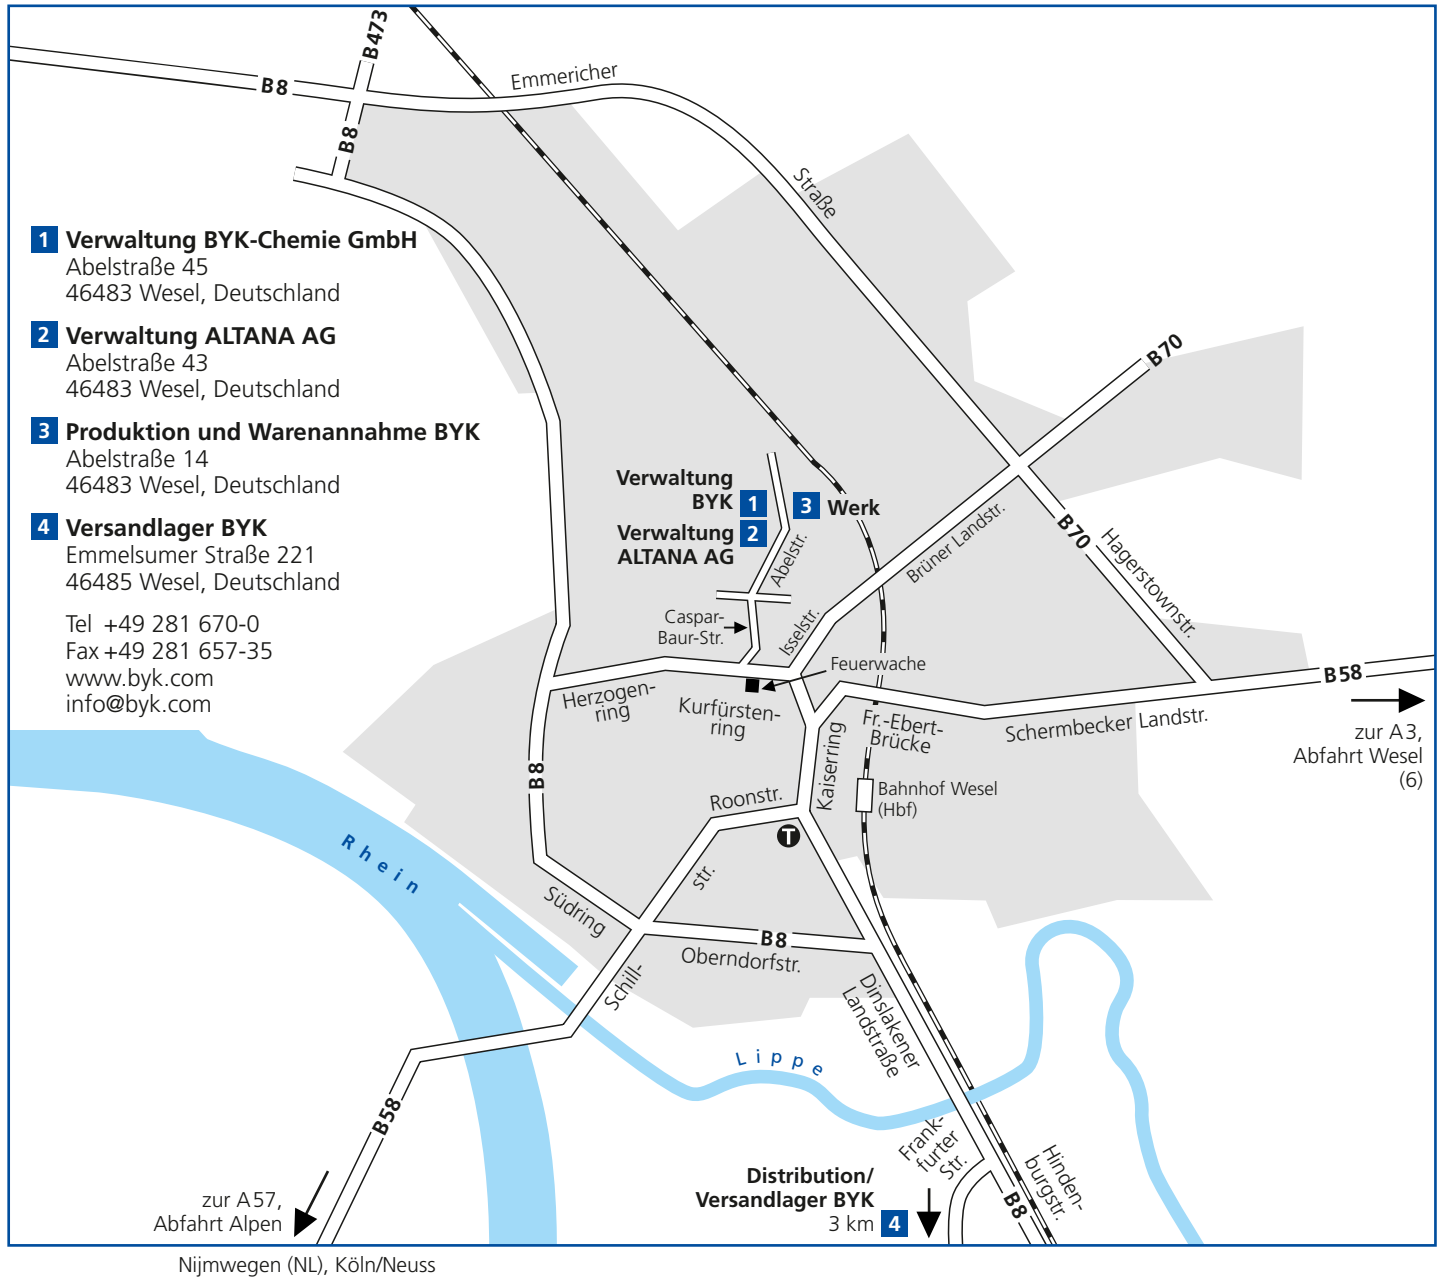 B473
B8
Emmericher
B8
Straße
1 Verwaltung BYK-Chemie GmbH
Abelstraße 45
46483 Wesel, Deutschland
2 Verwaltung ALTANA AG
Abelstraße 43
46483 Wesel, Deutschland
3 Produktion und Warenannahme BYK
Abelstraße 14
46483 Wesel, Deutschland
4 Versandlager BYK
Emmelsumer Straße 221
46485 Wesel, Deutschland
Tel +49 281 670-0
Fax +49 281 657-35
www.byk.com
info@byk.com
B70
Verwaltung
BYK 1
3 Werk
Verwaltung 2
ALTANA AG
Abelstr.
Brüner Landstr.
B70
Hagerstownstr.
Caspar-
Baur-Str.
Isselstr.
Feuerwache
Herzogen-
ring
Kurfürsten-
ring
Kaiserring
Fr.-Ebert-
Brücke
Schermbecker Landstr.
B58
zur A3,
Abfahrt Wesel
(6)
B8
Roonstr.
Bahnhof Wesel
(Hbf)
T
Rhein
str.
Südring
B8
Oberndorfstr.
Schill-
Dinslakener
Landstraße
Lippe
B58
Frank-
furter
Str.
Hinden-
burgstr.
B8
Distribution/
Versandlager BYK
3 km 4
zur A57,
Abfahrt Alpen
Nijmwegen (NL), Köln/Neuss